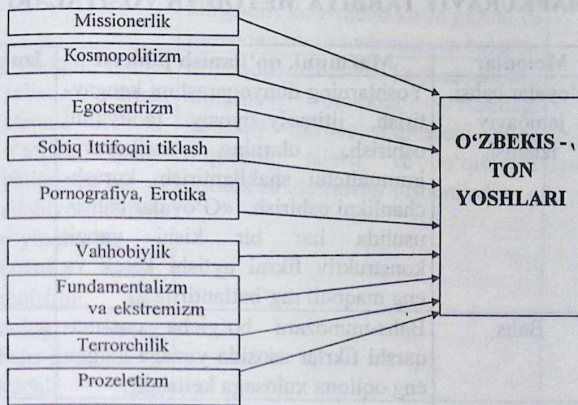 Missionerlik
Kosmopolitizm
Egotsentrizm
Sobiq Ittifoqni tiklash
Pornografiya, Erotika
Vahhobiylik
Fundamentalizm
va ekstremizm
Terrorchilik
Prozeletizm
O‘ZBEKIS-
TON
YOSHLARI